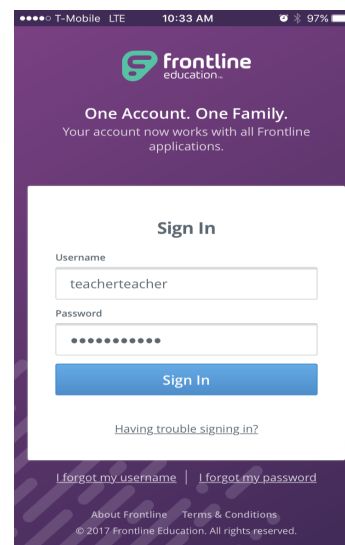 T-Mobile LTE 10:33 AM 97%
frontline
education™
One Account. One Family.
Your account now works with all Frontline
applications.
Sign In
Username
teacherteacher
Password
•••••••••••
Sign In
Having trouble signing in?
I forgot my username | I forgot my password
About Frontline Terms & Conditions
© 2017 Frontline Education. All rights reserved.